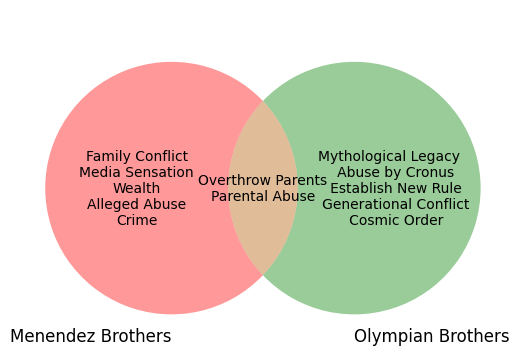 Family Conflict
Media Sensation
Wealth
Alleged Abuse
Crime
Overthrow Parents
Parental Abuse
Mythological Legacy
Abuse by Cronus
Establish New Rule
Generational Conflict
Cosmic Order
Menendez Brothers
Olympian Brothers